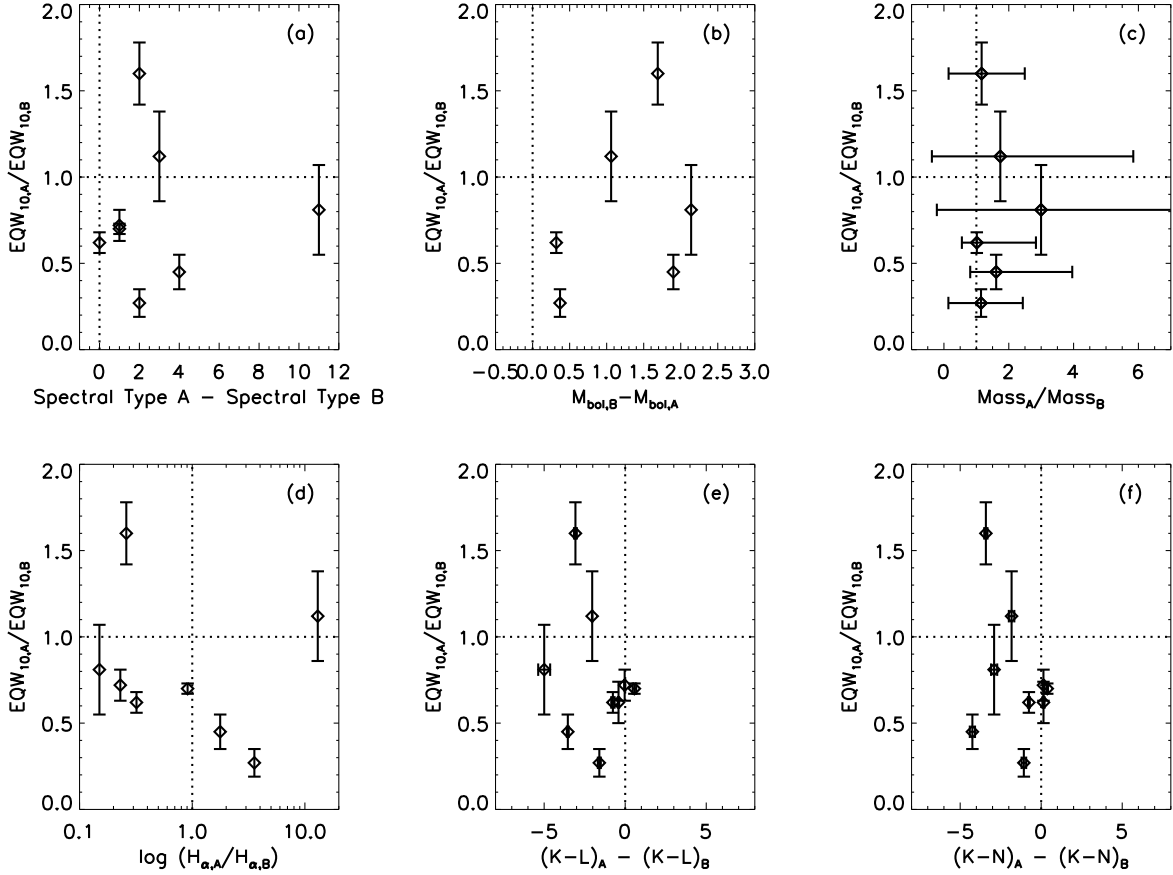 (a)
2.0
1.5
1.0
0.5
0.0
EQW10,A/EQW10,B
0 2 4 6 8 10 12
Spectral Type A − Spectral Type B
(b)
2.0
1.5
1.0
0.5
0.0
EQW10,A/EQW10,B
−0.5 0.0 0.5 1.0 1.5 2.0 2.5 3.0
Mbol,B−Mbol,A
(c)
2.0
1.5
1.0
0.5
0.0
EQW10,A/EQW10,B
0 2 4 6
MassA/MassB
(d)
2.0
1.5
1.0
0.5
0.0
EQW10,A/EQW10,B
0.1 1.0 10.0
log (Hα,A/Hα,B)
(e)
2.0
1.5
1.0
0.5
0.0
EQW10,A/EQW10,B
−5 0 5
(K−L)A − (K−L)B
(f)
2.0
1.5
1.0
0.5
0.0
EQW10,A/EQW10,B
−5 0 5
(K−N)A − (K−N)B